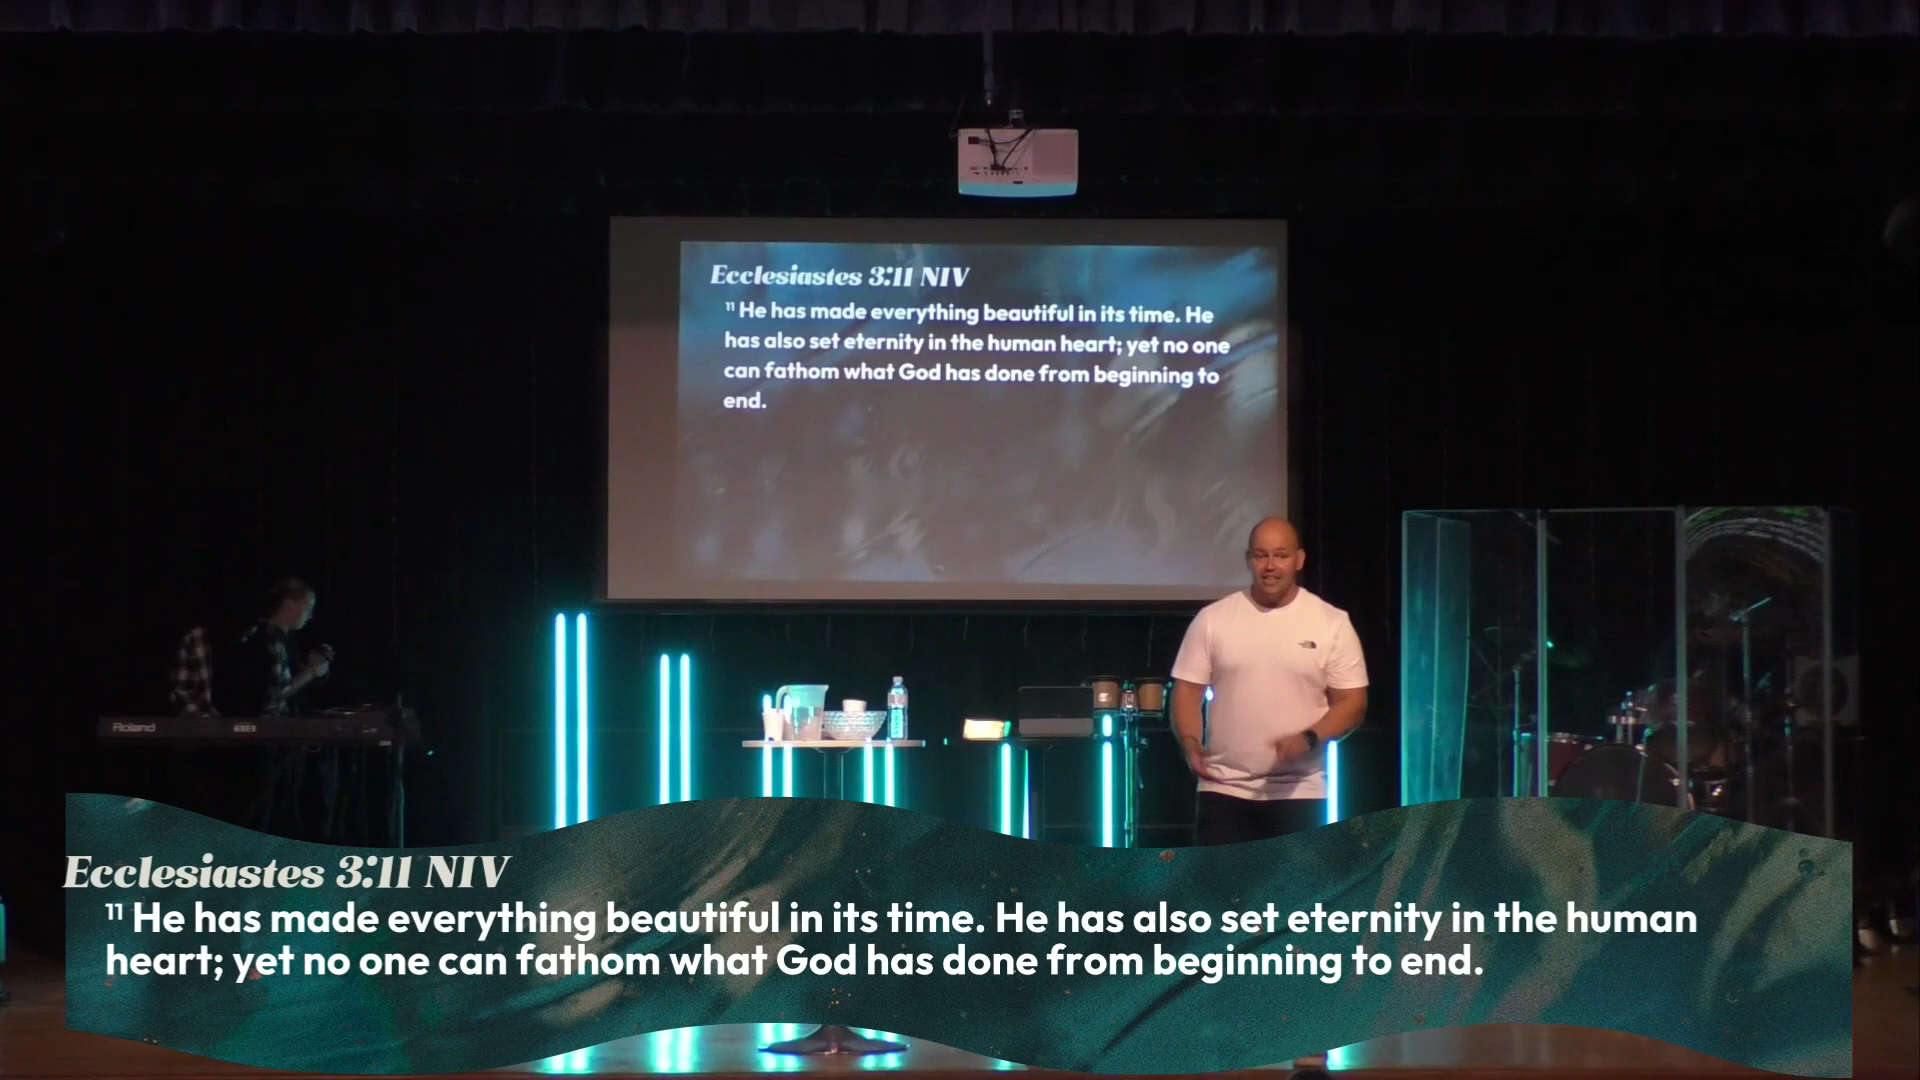 Ecclesiastes 3:11 NIV
11 He has made everything beautiful in its time. He
has also set eternity in the human heart; yet no one
can fathom what God has done from beginning to
end.
Roland
Ecclesiastes 3:11 NIV
11 He has made everything beautiful in its time. He has also set eternity in the human
heart; yet no one can fathom what God has done from beginning to end.